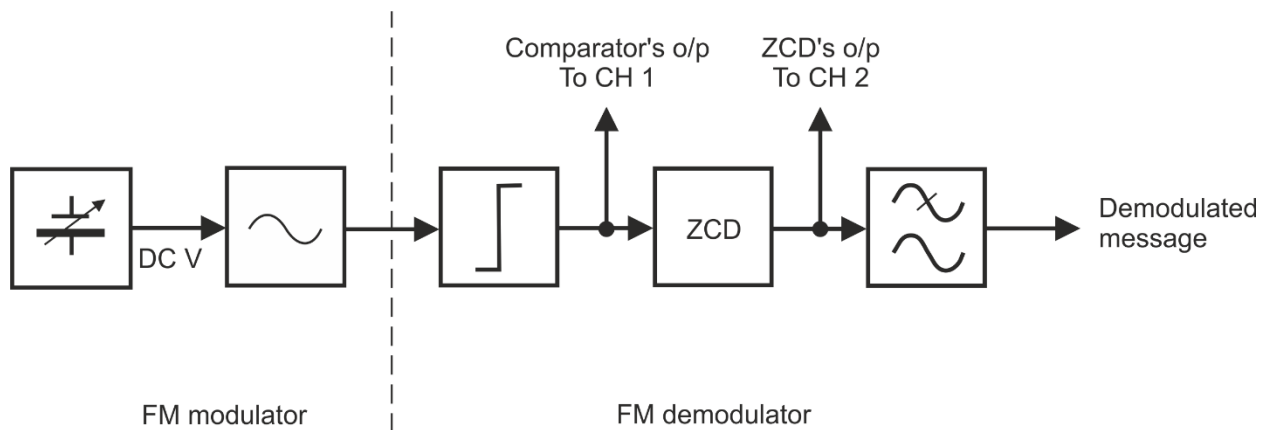 Comparator's o/p
To CH 1
ZCD's o/p
To CH 2
DC V
ZCD
Demodulated
message
FM modulator
FM demodulator